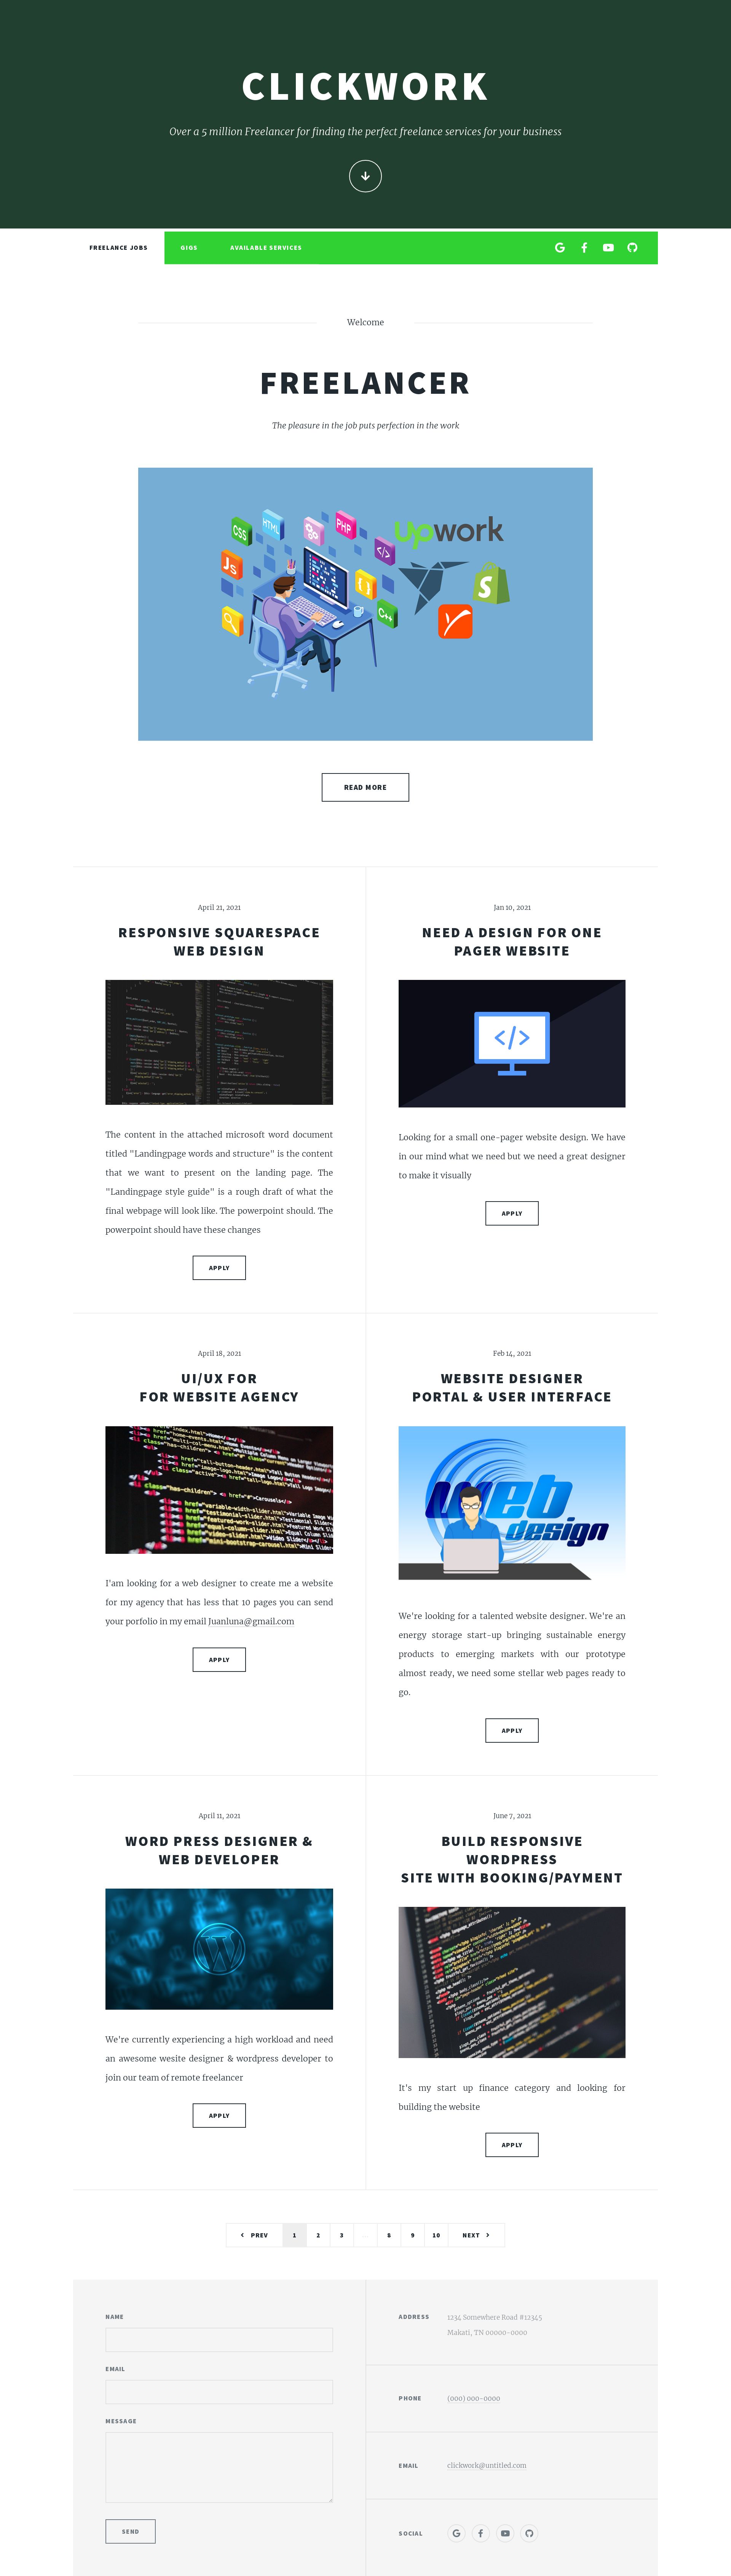 CLICKWORK
Over a 5 million Freelancer for finding the perfect freelance services for your business
FREELANCE JOBS
GIGS
AVAILABLE SERVICES
Welcome
FREELANCER
The pleasure in the job puts perfection in the work
CSS
HTML
PHP
JS
</>
{}
C++
upwork
S
READ MORE
April 21, 2021
RESPONSIVE SQUARESPACE
WEB DESIGN
The content in the attached microsoft word document
titled "Landingpage words and structure" is the content
that we want to present on the landing page. The
"Landingpage style guide" is a rough draft of what the
final webpage will look like. The powerpoint should. The
powerpoint should have these changes
APPLY
Jan 10, 2021
NEED A DESIGN FOR ONE
PAGER WEBSITE
</>
Looking for a small one-pager website design. We have
in our mind what we need but we need a great designer
to make it visually
APPLY
April 18, 2021
UI/UX FOR
FOR WEBSITE AGENCY
I'am looking for a web designer to create me a website
for my agency that has less that 10 pages you can send
your porfolio in my email Juanluna@gmail.com
APPLY
Feb 14, 2021
WEBSITE DESIGNER
PORTAL & USER INTERFACE
web
design
We're looking for a talented website designer. We're an
energy storage start-up bringing sustainable energy
products to emerging markets with our prototype
almost ready, we need some stellar web pages ready to
go.
APPLY
April 11, 2021
WORD PRESS DESIGNER &
WEB DEVELOPER
We're currently experiencing a high workload and need
an awesome wesite designer & wordpress developer to
join our team of remote freelancer
APPLY
June 7, 2021
BUILD RESPONSIVE
WORDPRESS
SITE WITH BOOKING/PAYMENT
It's my start up finance category and looking for
building the website
APPLY
PREV 1 2 3 … 8 9 10 NEXT
NAME
EMAIL
MESSAGE
SEND
ADDRESS
1234 Somewhere Road #12345
Makati, TN 00000-0000
PHONE
(000) 000-0000
EMAIL
clickwork@untitled.com
SOCIAL